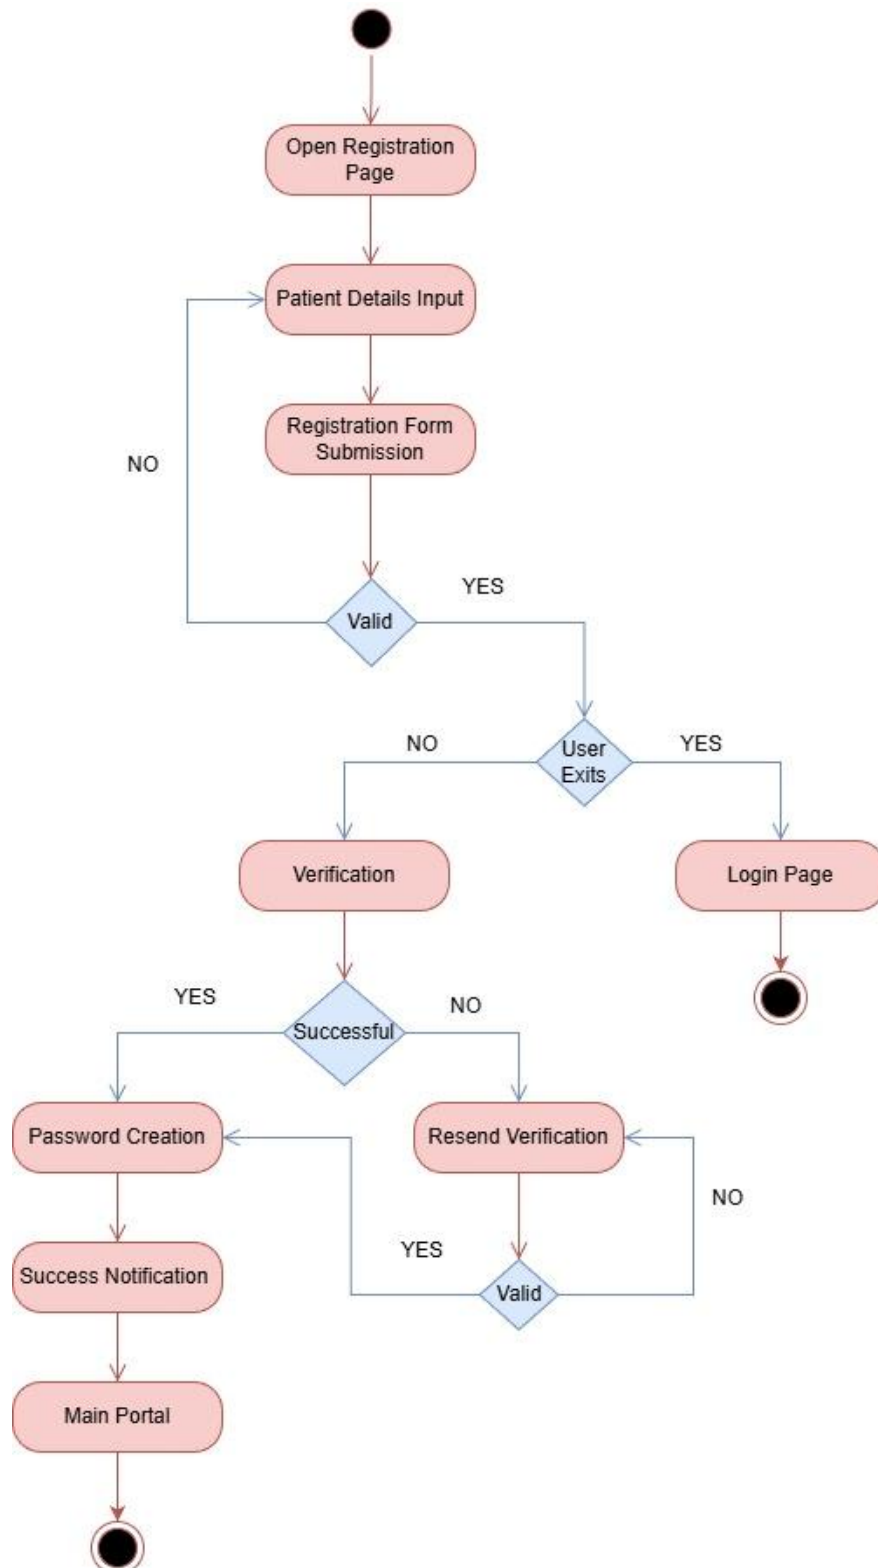 Open Registration
Page
Patient Details Input
Registration Form
Submission
NO
YES
Valid
NO
User
Exits
YES
Verification
Login Page
YES
NO
Successful
Password Creation
Resend Verification
NO
YES
Success Notification
Valid
Main Portal